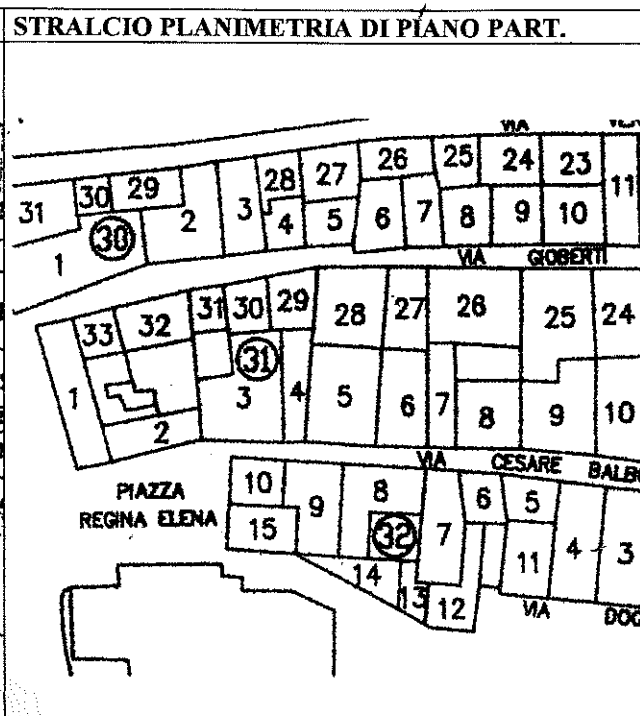 STRALCIO PLANIMETRIA DI PIANO PART.
VIA
31 30 29 2 3 28 27 26 25 24 23 11
1 30 4 5 6 7 8 9 10
VIA GIOBERTI
33 32 31 30 29 28 27 26 25 24
1 2 31 3 4 5 6 7 8 9 10
VIA CESARE BALB
PIAZZA
REGINA ELENA
10 9 8 7 6 5 4 3
15 32 14 13 12 11
VIA DOG